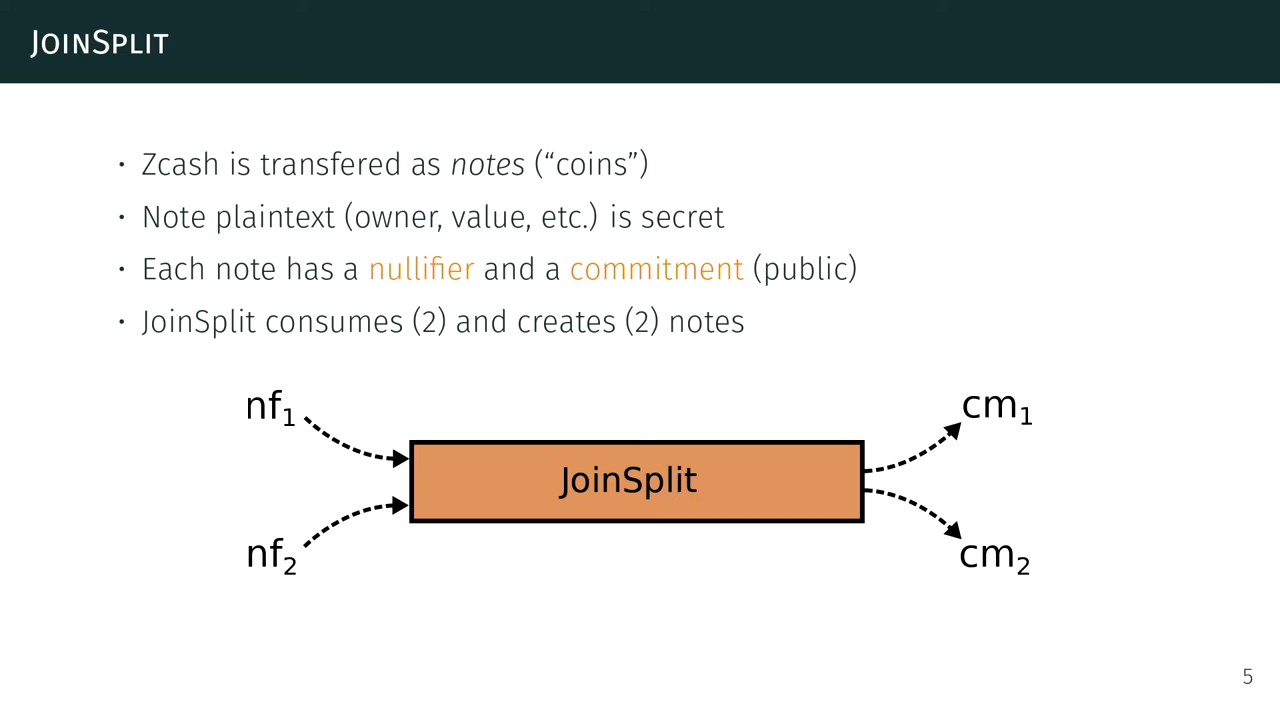 JoinSplit
• Zcash is transfered as notes (“coins”)
• Note plaintext (owner, value, etc.) is secret
• Each note has a nullifier and a commitment (public)
• JoinSplit consumes (2) and creates (2) notes
nf₁
cm₁
JoinSplit
nf₂
cm₂
5